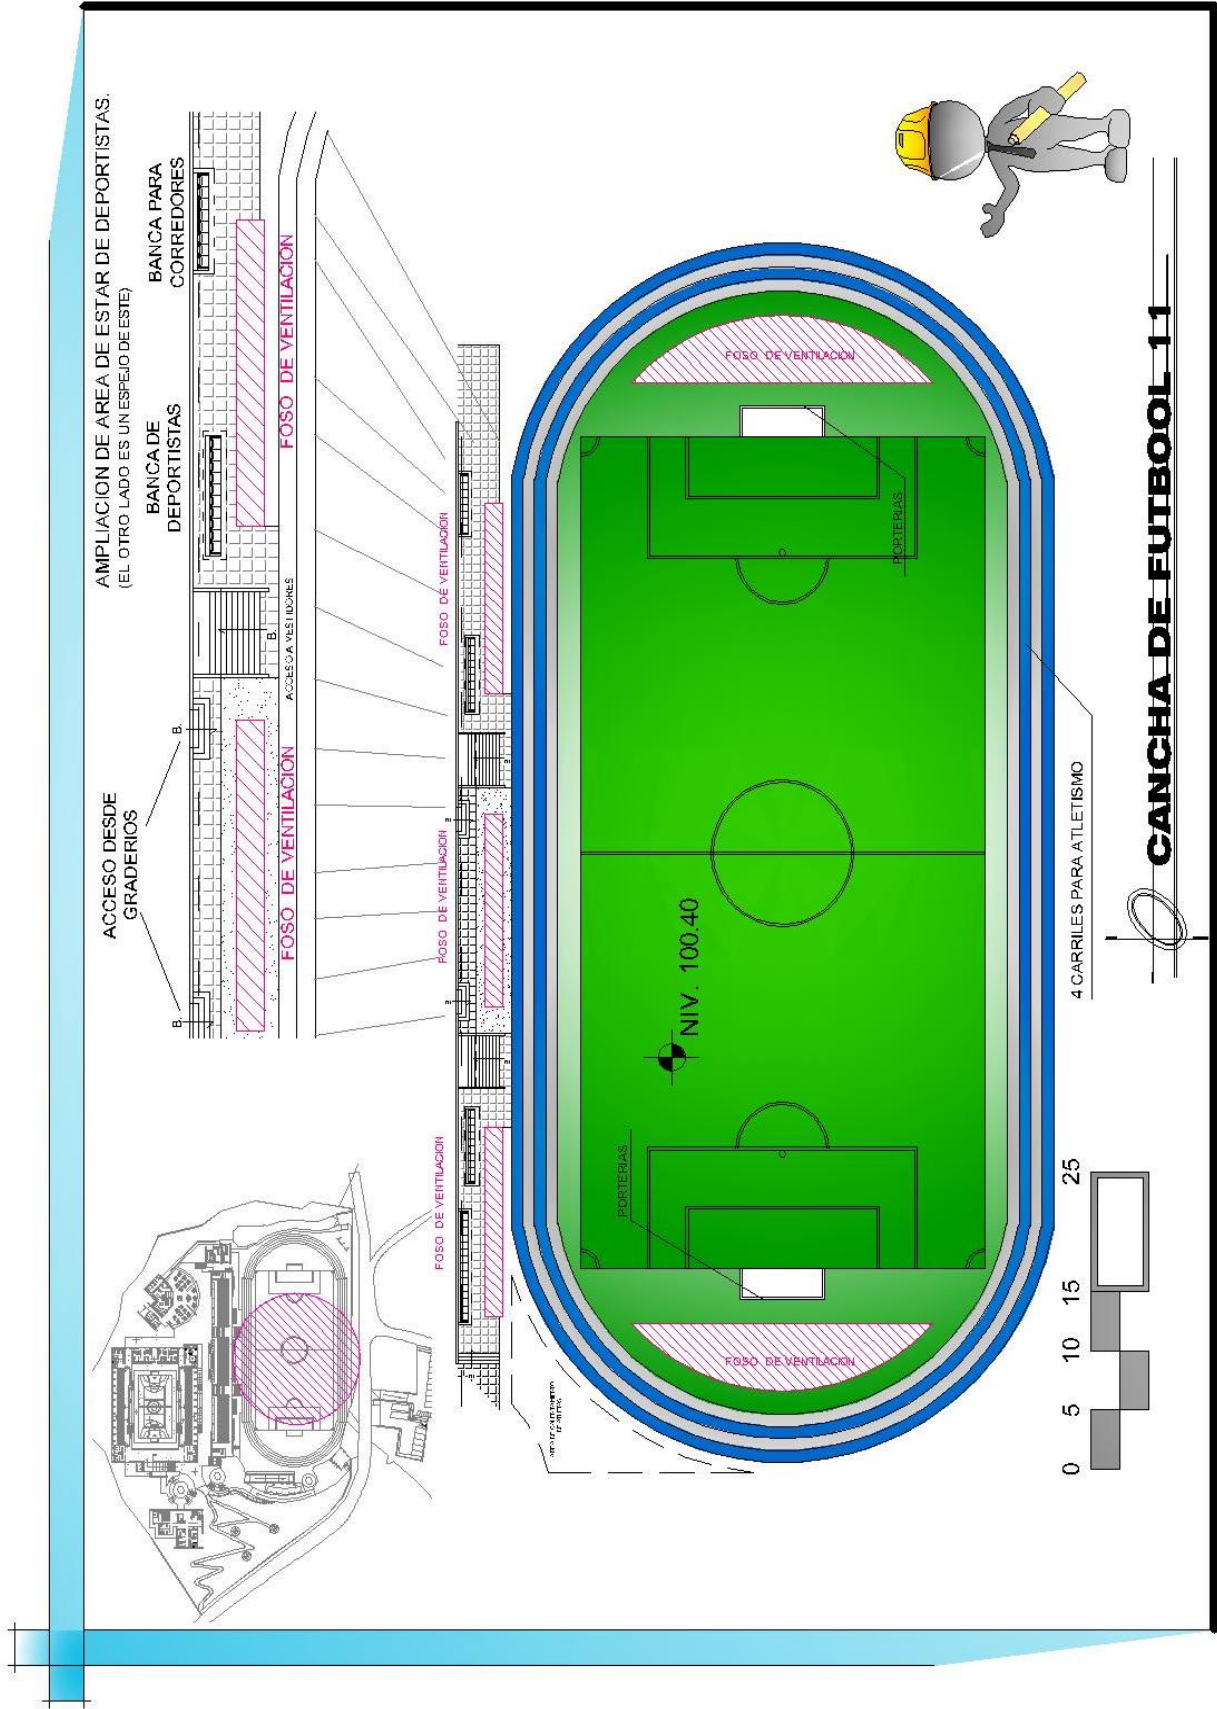 AMPLIACION DE AREA DE ESTAR DE DEPORTISTAS.
(EL OTRO LADO ES UN ESPEJO DE ESTE)
ACCESO DESDE
GRADERIOS
BANCA DE
DEPORTISTAS
BANCA PARA
CORREDORES
B.
B.
B.
FOSO DE VENTILACION
FOSO DE VENTILACION
ACCESO A VESTIDORES
FOSO DE VENTILACION
FOSO DE VENTILACION
FOSO DE VENTILACION
PORTERIAS
NIV. 100.40
FOSO DE VENTILACION
FOSO DE VENTILACION
PORTERIAS
4 CARRILES PARA ATLETISMO
0 5 10 15 25
CANCHA DE FUTBOOL 11